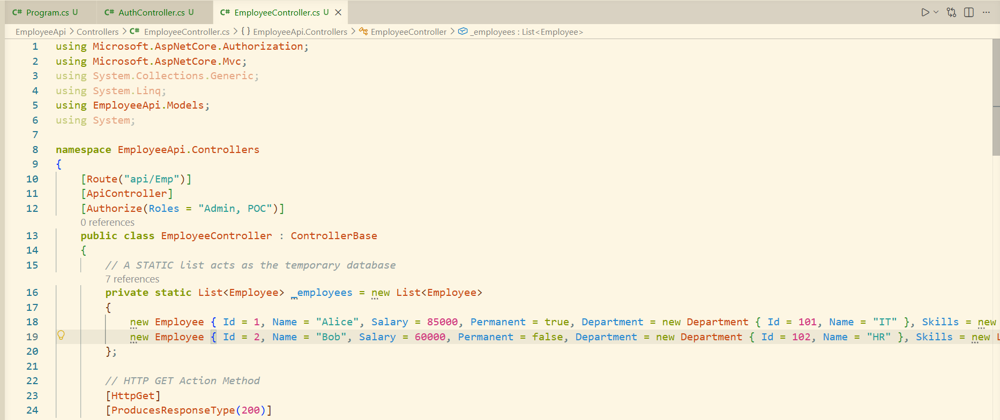 C# Program.cs U C# AuthController.cs U C# EmployeeController.cs U
EmployeeApi > Controllers > C# EmployeeController.cs > {} EmployeeApi.Controllers > EmployeeController > _employees : List<Employee>
1 using Microsoft.AspNetCore.Authorization;
2 using Microsoft.AspNetCore.Mvc;
3 using System.Collections.Generic;
4 using System.Linq;
5 using EmployeeApi.Models;
6 using System;
7
8 namespace EmployeeApi.Controllers
9 {
10 [Route("api/Emp")]
11 [ApiController]
12 [Authorize(Roles = "Admin, POC")]
0 references
13 public class EmployeeController : ControllerBase
14 {
15 // A STATIC list acts as the temporary database
7 references
16 private static List<Employee> _employees = new List<Employee>
17 {
18 new Employee { Id = 1, Name = "Alice", Salary = 85000, Permanent = true, Department = new Department { Id = 101, Name = "IT" }, Skills = new
19 new Employee { Id = 2, Name = "Bob", Salary = 60000, Permanent = false, Department = new Department { Id = 102, Name = "HR" }, Skills = new L
20 };
21
22 // HTTP GET Action Method
23 [HttpGet]
24 [ProducesResponseType(200)]